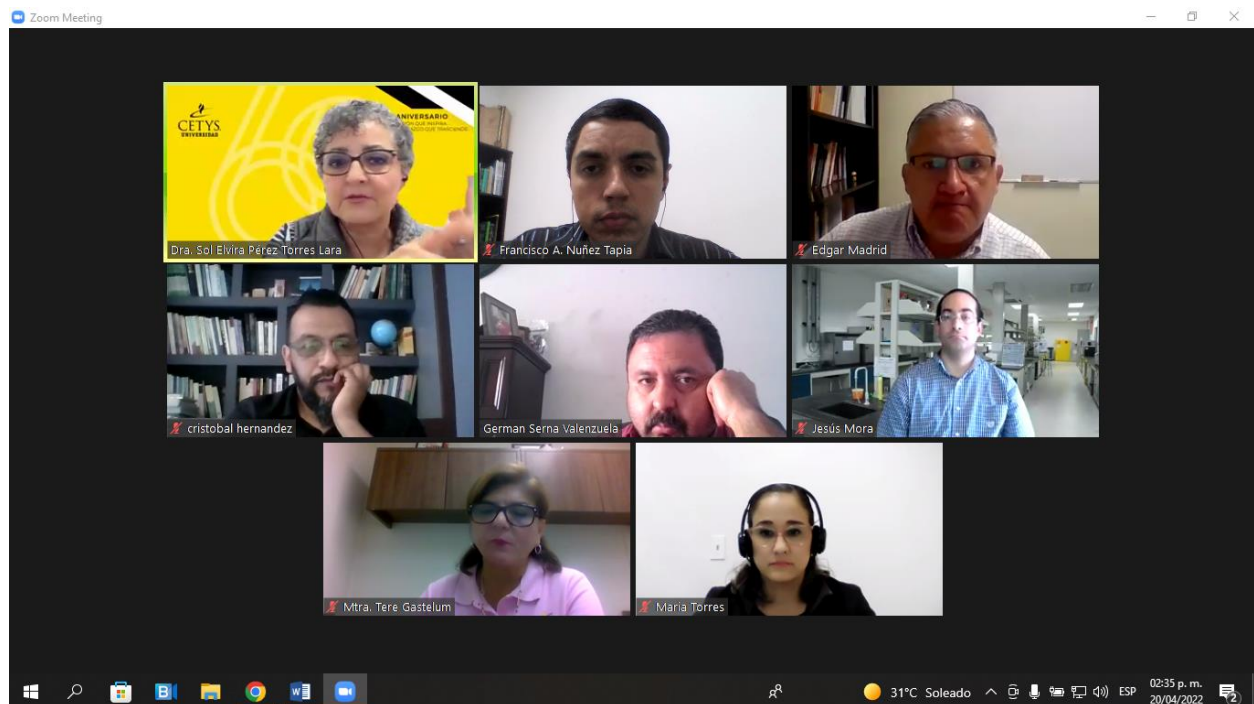 Zoom Meeting
CETYS
UNIVERSIDAD
ANIVERSARIO
Dra. Sol Elvira Pérez Torres Lara
Francisco A. Nuñez Tapia
Edgar Madrid
cristobal hernandez
German Serna Valenzuela
Jesús Mora
Mtra. Tere Gastelum
Maria Torres
31°C Soleado
ESP
02:35 p. m.
20/04/2022
2